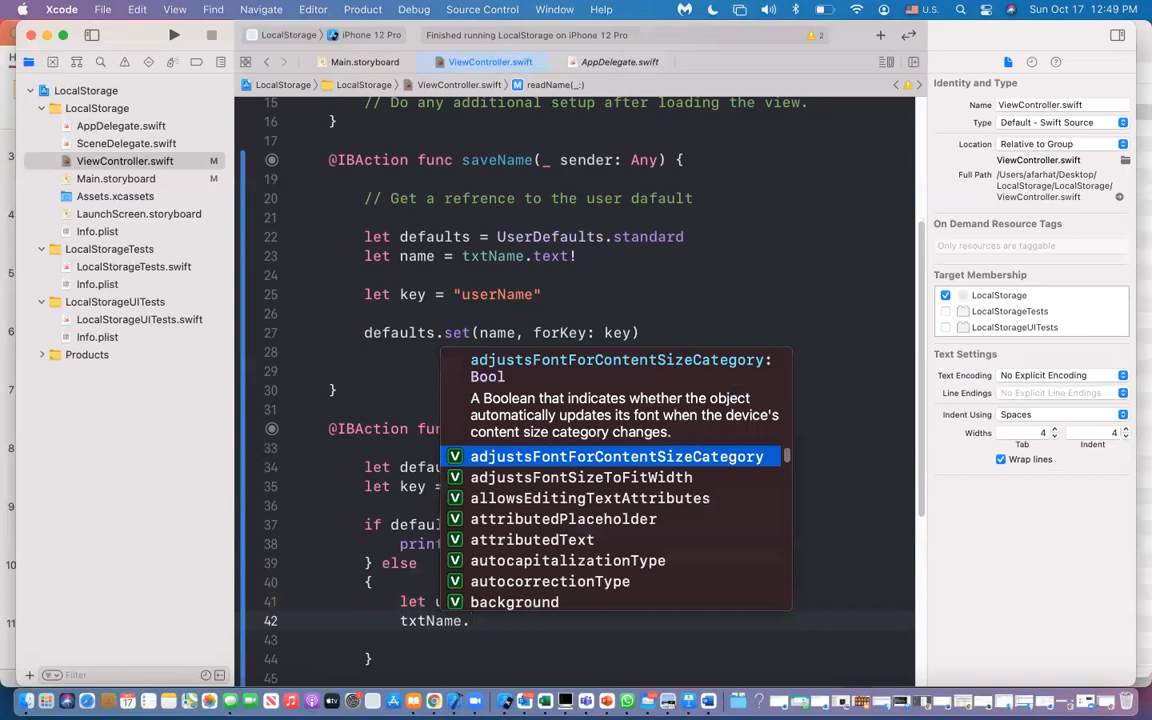 Xcode File Edit View Find Navigate Editor Product Debug Source Control Window Help U.S. Sun Oct 17 12:49 PM
LocalStorage iPhone 12 Pro Finished running LocalStorage on iPhone 12 Pro 2
Main.storyboard ViewController.swift AppDelegate.swift
LocalStorage LocalStorage ViewController.swift M readName(_:)
LocalStorage
LocalStorage
AppDelegate.swift
SceneDelegate.swift
ViewController.swift M
Main.storyboard M
Assets.xcassets
LaunchScreen.storyboard
Info.plist
LocalStorageTests
LocalStorageTests.swift
Info.plist
LocalStorageUITests
LocalStorageUITests.swift
Info.plist
Products
Filter
15 // Do any additional setup after loading the view.
16 }
17
18 @IBAction func saveName(_ sender: Any) {
19
20 // Get a refrence to the user dafault
21
22 let defaults = UserDefaults.standard
23 let name = txtName.text!
24
25 let key = "userName"
26
27 defaults.set(name, forKey: key)
28
29
30 }
31
32 @IBAction fun
33
34 let defau
35 let key =
36
37 if defaul
38 print
39 } else
40 {
41 let u
42 txtName.
43
44 }
45
adjustsFontForContentSizeCategory:
Bool
A Boolean that indicates whether the object
automatically updates its font when the device's
content size category changes.
V adjustsFontForContentSizeCategory
V adjustsFontSizeToFitWidth
V allowsEditingTextAttributes
V attributedPlaceholder
V attributedText
V autocapitalizationType
V autocorrectionType
V background
Identity and Type
Name ViewController.swift
Type Default - Swift Source
Location Relative to Group
ViewController.swift
Full Path /Users/afarhat/Desktop/
LocalStorage/LocalStorage/
ViewController.swift
On Demand Resource Tags
Only resources are taggable
Target Membership
LocalStorage
LocalStorageTests
LocalStorageUITests
Text Settings
Text Encoding No Explicit Encoding
Line Endings No Explicit Line Endings
Indent Using Spaces
Widths 4 4
Tab Indent
Wrap lines